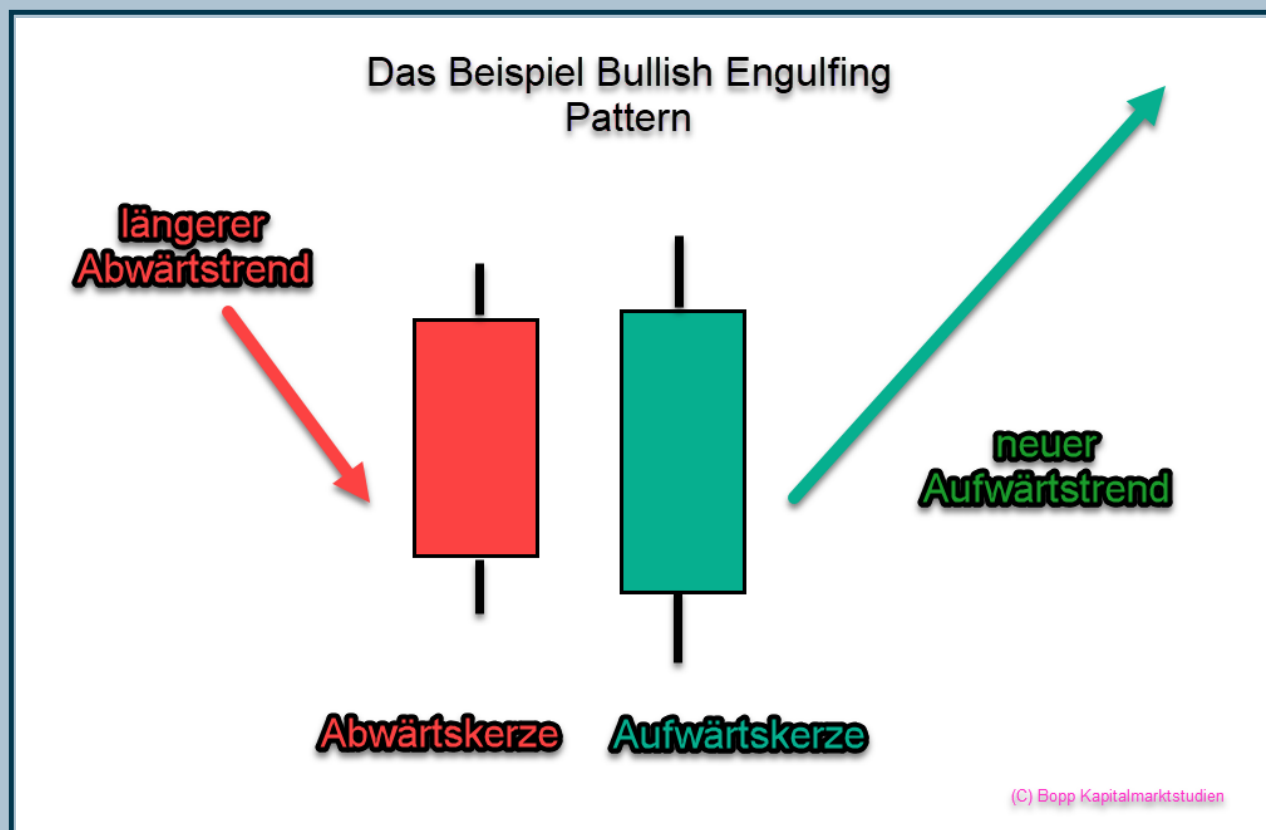 Das Beispiel Bullish Engulfing
Pattern
längerer
Abwärtstrend
neuer
Aufwärtstrend
Abwärtskerze
Aufwärtskerze
(C) Bopp Kapitalmarktstudien